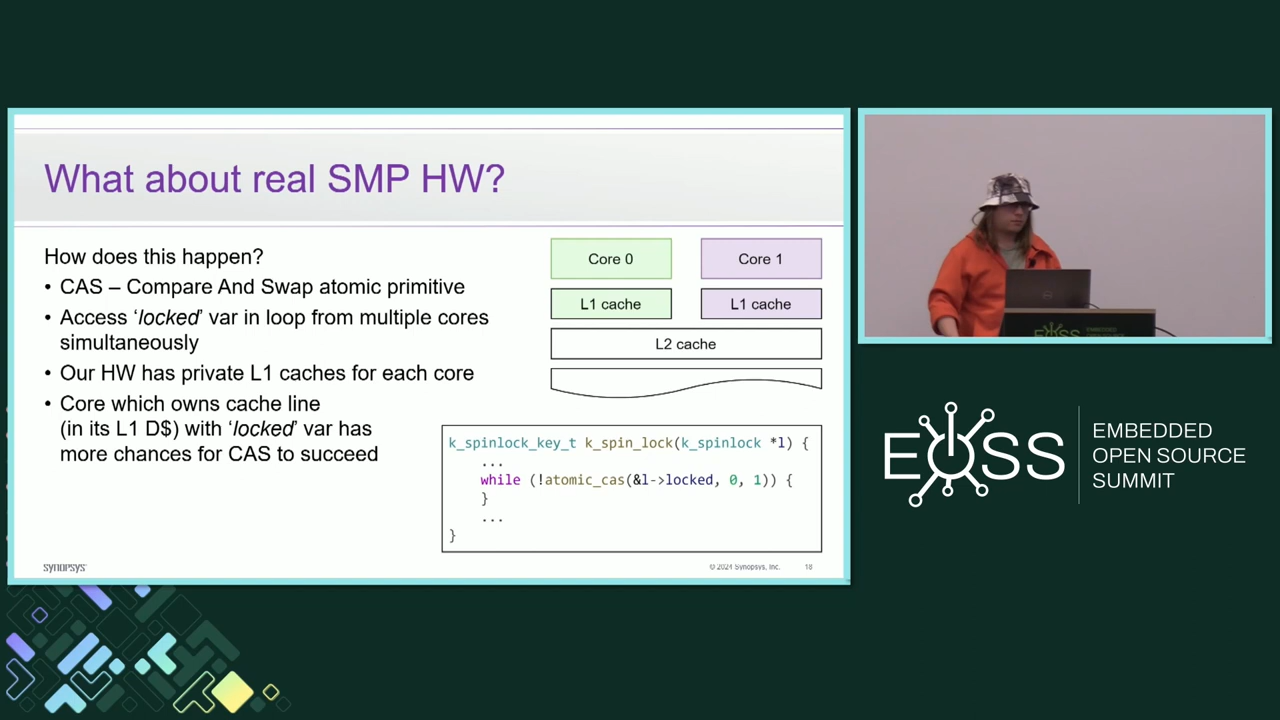 What about real SMP HW?
How does this happen?
• CAS – Compare And Swap atomic primitive
• Access ‘locked’ var in loop from multiple cores
simultaneously
• Our HW has private L1 caches for each core
• Core which owns cache line
(in its L1 D$) with ‘locked’ var has
more chances for CAS to succeed
Core 0
Core 1
L1 cache
L1 cache
L2 cache
k_spinlock_key_t k_spin_lock(k_spinlock *l) {
...
while (!atomic_cas(&l->locked, 0, 1)) {
}
...
}
SYNOPSYS
© 2024 Synopsys, Inc.
18
EOSS
EMBEDDED
OPEN SOURCE
SUMMIT